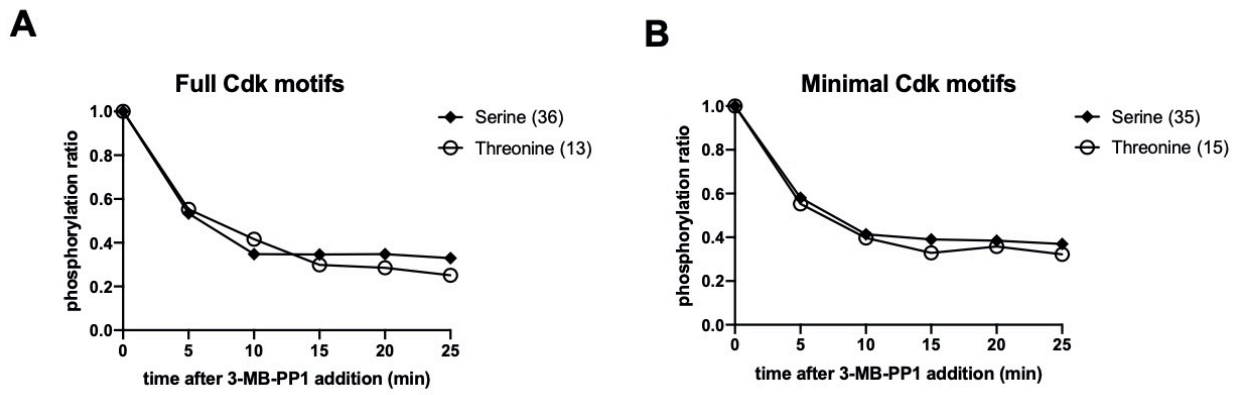 A
Full Cdk motifs
phosphorylation ratio
1.0
0.8
0.6
0.4
0.2
0.0
0 5 10 15 20 25
time after 3-MB-PP1 addition (min)
Serine (36)
Threonine (13)
B
Minimal Cdk motifs
phosphorylation ratio
1.0
0.8
0.6
0.4
0.2
0.0
0 5 10 15 20 25
time after 3-MB-PP1 addition (min)
Serine (35)
Threonine (15)